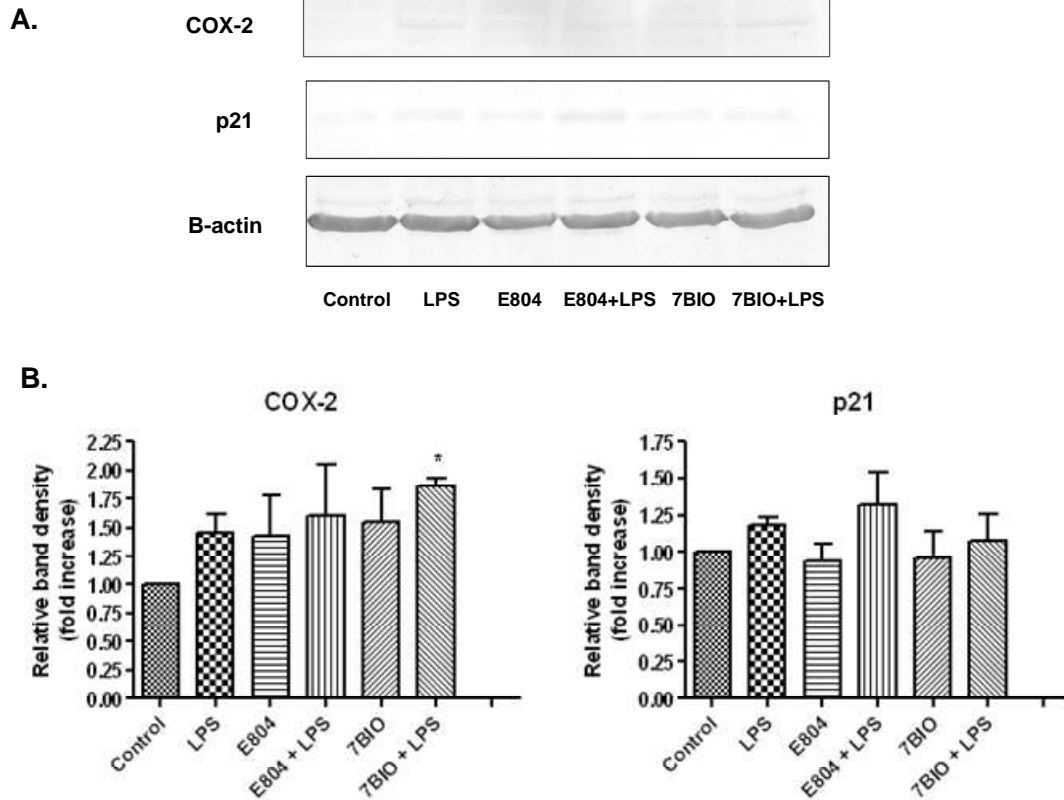 A.
COX-2
p21
B-actin
Control LPS E804 E804+LPS 7BIO 7BIO+LPS
B.
COX-2
Relative band density
(fold increase)
2.25
2.00
1.75
1.50
1.25
1.00
0.75
0.50
0.25
0.00
*
Control
LPS
E804
E804 + LPS
7BIO
7BIO + LPS
p21
Relative band density
(fold increase)
1.75
1.50
1.25
1.00
0.75
0.50
0.25
0.00
Control
LPS
E804
E804 + LPS
7BIO
7BIO + LPS